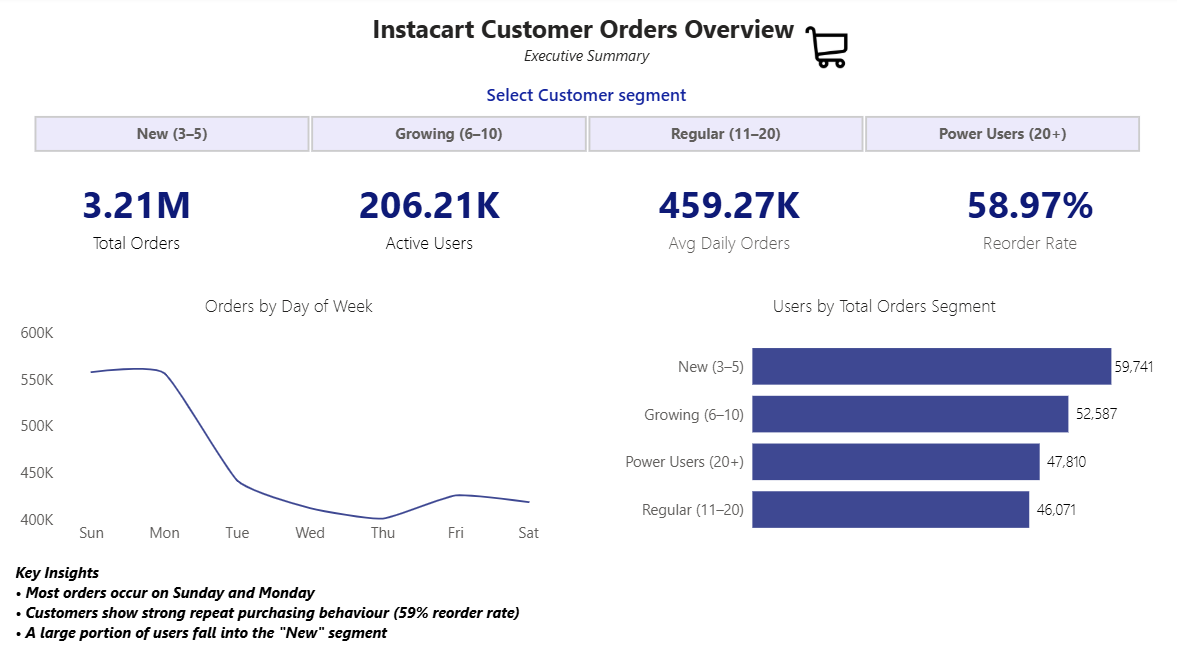 Instacart Customer Orders Overview
Executive Summary
Select Customer segment
New (3–5)
Growing (6–10)
Regular (11–20)
Power Users (20+)
3.21M
Total Orders
206.21K
Active Users
459.27K
Avg Daily Orders
58.97%
Reorder Rate
Orders by Day of Week
600K
550K
500K
450K
400K
Sun Mon Tue Wed Thu Fri Sat
Users by Total Orders Segment
New (3–5) 59,741
Growing (6–10) 52,587
Power Users (20+) 47,810
Regular (11–20) 46,071
Key Insights
• Most orders occur on Sunday and Monday
• Customers show strong repeat purchasing behaviour (59% reorder rate)
• A large portion of users fall into the "New" segment